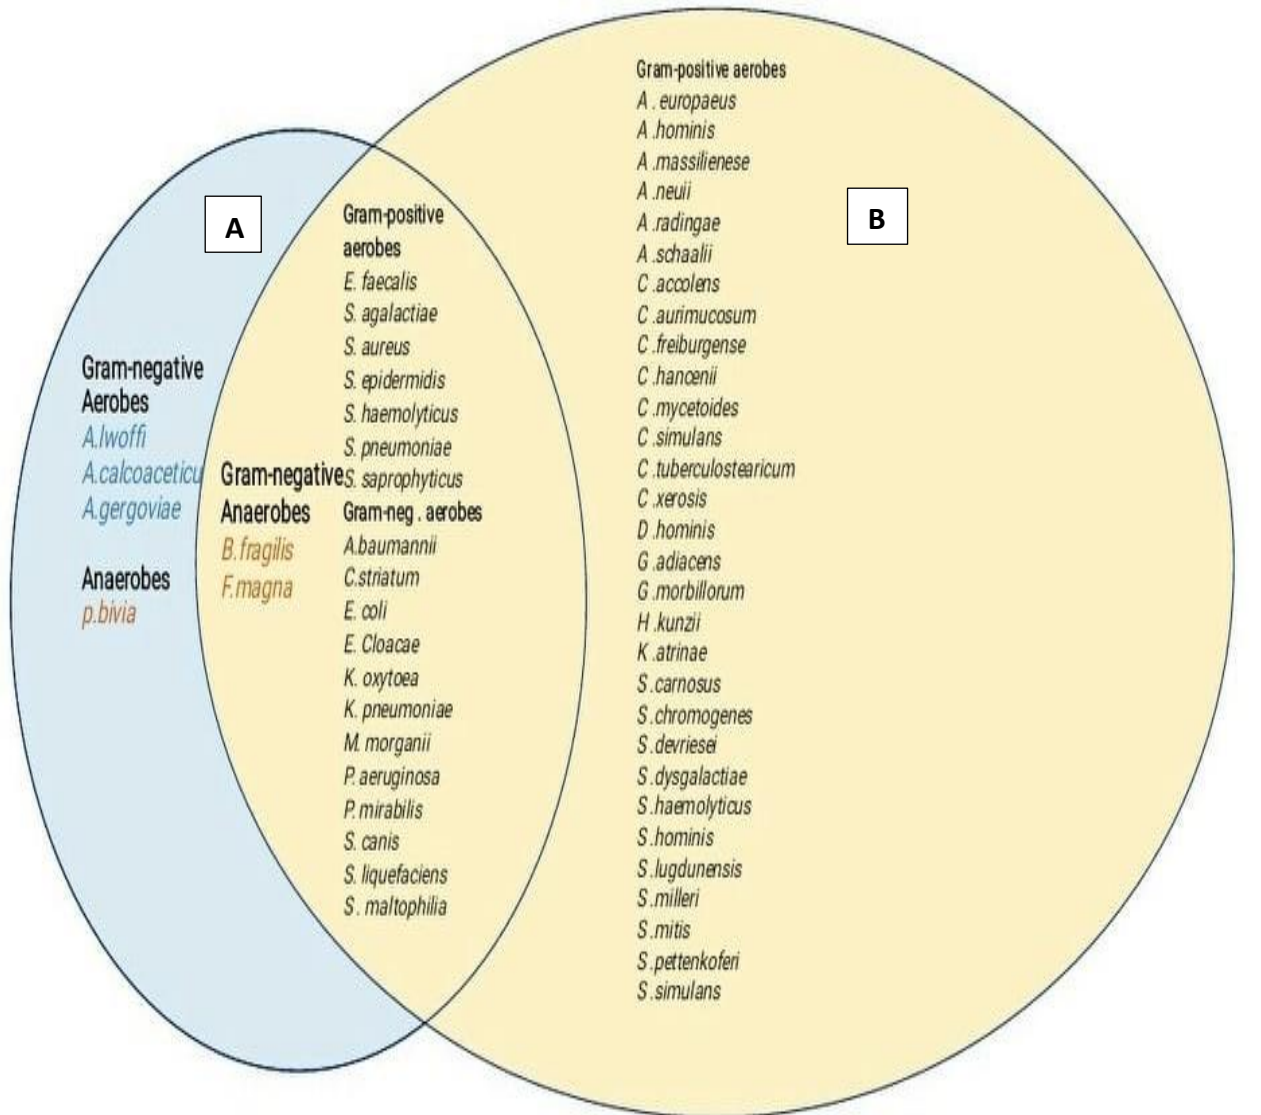 A
Gram-negative
Aerobes
A.lwoffi
A.calcoaceticu
A.gergoviae
Anaerobes
p.bivia
Gram-negative
Anaerobes
B.fragilis
F.magna
Gram-positive
aerobes
E. faecalis
S. agalactiae
S. aureus
S. epidermidis
S. haemolyticus
S. pneumoniae
S. saprophyticus
Gram-neg . aerobes
A.baumannii
C.striatum
E. coli
E. Cloacae
K. oxytoea
K. pneumoniae
M. morganii
P. aeruginosa
P. mirabilis
S. canis
S. liquefaciens
S. maltophilia
B
Gram-positive aerobes
A .europaeus
A .hominis
A .massilienese
A .neuii
A .radingae
A .schaalii
C .accolens
C .aurimucosum
C .freiburgense
C .hancenii
C .mycetoides
C .simulans
C .tuberculostearicum
C .xerosis
D .hominis
G .adiacens
G .morbillorum
H .kunzii
K .atrinae
S .carnosus
S .chromogenes
S .devriesei
S .dysgalactiae
S .haemolyticus
S .hominis
S .lugdunensis
S .milleri
S .mitis
S .pettenkoferi
S .simulans